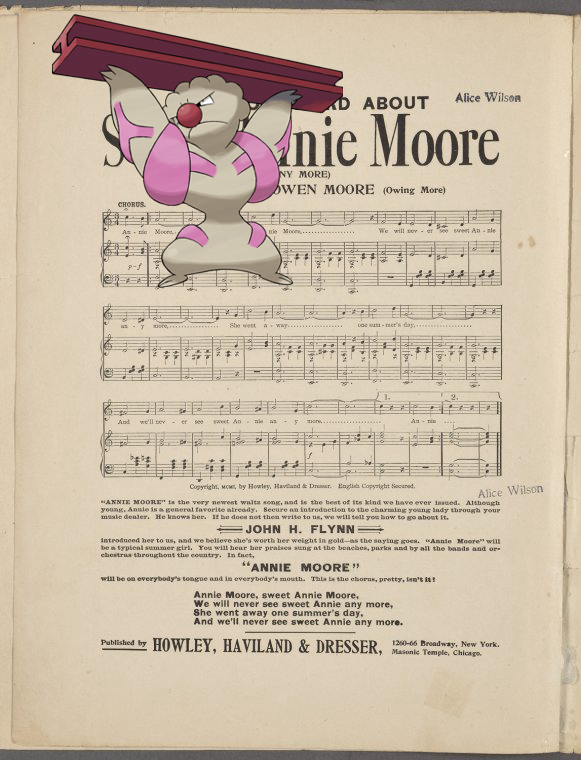 RD ABOUT
Alice Wilson
S nnie Moore
NY MORE)
OWEN MOORE (Owing More)
CHORUS.
An - nie Moore, nie Moore, We will nev - er see sweet An - nie
p-f
an - y more, She went a - way one sum - mer's day,
1. 2.
And we'll nev - er see sweet An - nie an - y more. An - nie
f
Copyright, MCMI, by Howley, Haviland & Dresser. English Copyright Secured.
Alice Wilson
"ANNIE MOORE" is the very newest waltz song, and is the best of its kind we have ever issued. Although
young, Annie is a general favorite already. Secure an introduction to the charming young lady through your
music dealer. He knows her. If he does not then write to us, we will tell you how to go about it.
JOHN H. FLYNN
introduced her to us, and we believe she's worth her weight in gold—as the saying goes. "Annie Moore" will
be a typical summer girl. You will hear her praises sung at the beaches, parks and by all the bands and or-
chestras throughout the country. In fact,
"ANNIE MOORE"
will be on everybody's tongue and in everybody's mouth. This is the chorus, pretty, isn't it!
Annie Moore, sweet Annie Moore,
We will never see sweet Annie any more,
She went away one summer's day,
And we'll never see sweet Annie any more.
Published by HOWLEY, HAVILAND & DRESSER, 1260-66 Broadway, New York.
Masonic Temple, Chicago.